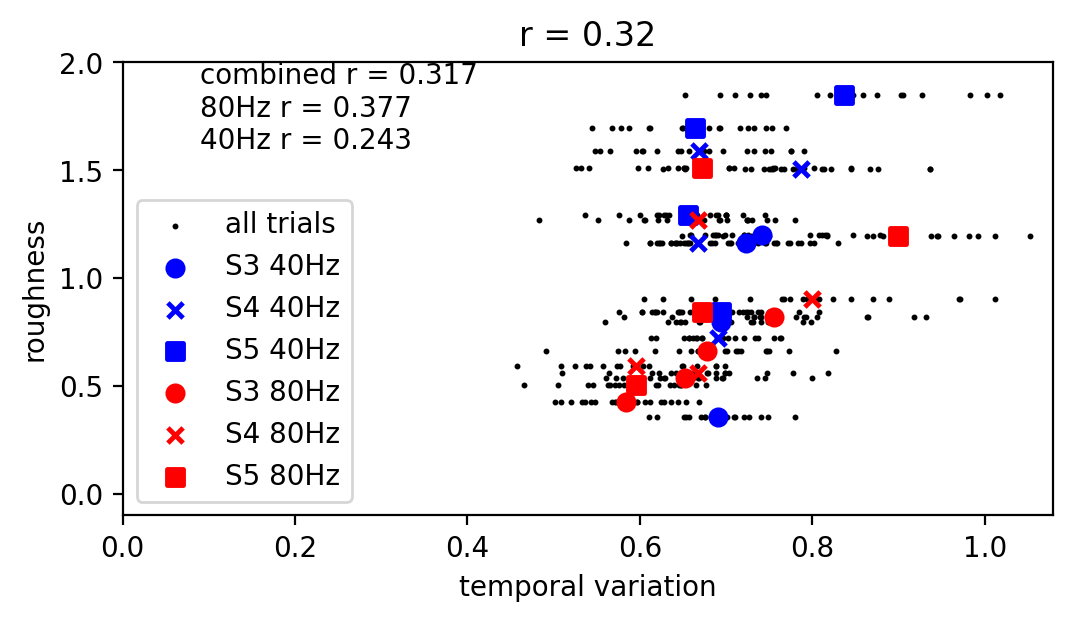 r = 0.32
combined r = 0.317
80Hz r = 0.377
40Hz r = 0.243
all trials
S3 40Hz
S4 40Hz
S5 40Hz
S3 80Hz
S4 80Hz
S5 80Hz
roughness
2.0
1.5
1.0
0.5
0.0
0.0 0.2 0.4 0.6 0.8 1.0
temporal variation